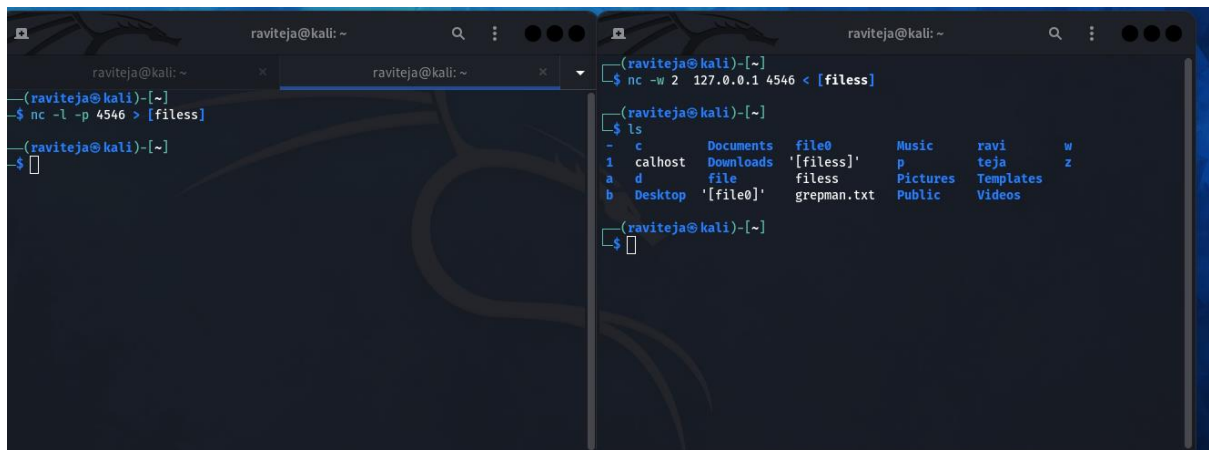 raviteja@kali: ~
raviteja@kali: ~ × raviteja@kali: ~ ×
(raviteja㉿kali)-[~]
$ nc -l -p 4546 > [filess]
(raviteja㉿kali)-[~]
$
raviteja@kali: ~
(raviteja㉿kali)-[~]
$ nc -w 2  127.0.0.1 4546 < [filess]
(raviteja㉿kali)-[~]
$ ls
- c Documents file0 Music ravi w
1 calhost Downloads '[filess]' p teja z
a d file filess Pictures Templates
b Desktop '[file0]' grepman.txt Public Videos
(raviteja㉿kali)-[~]
$